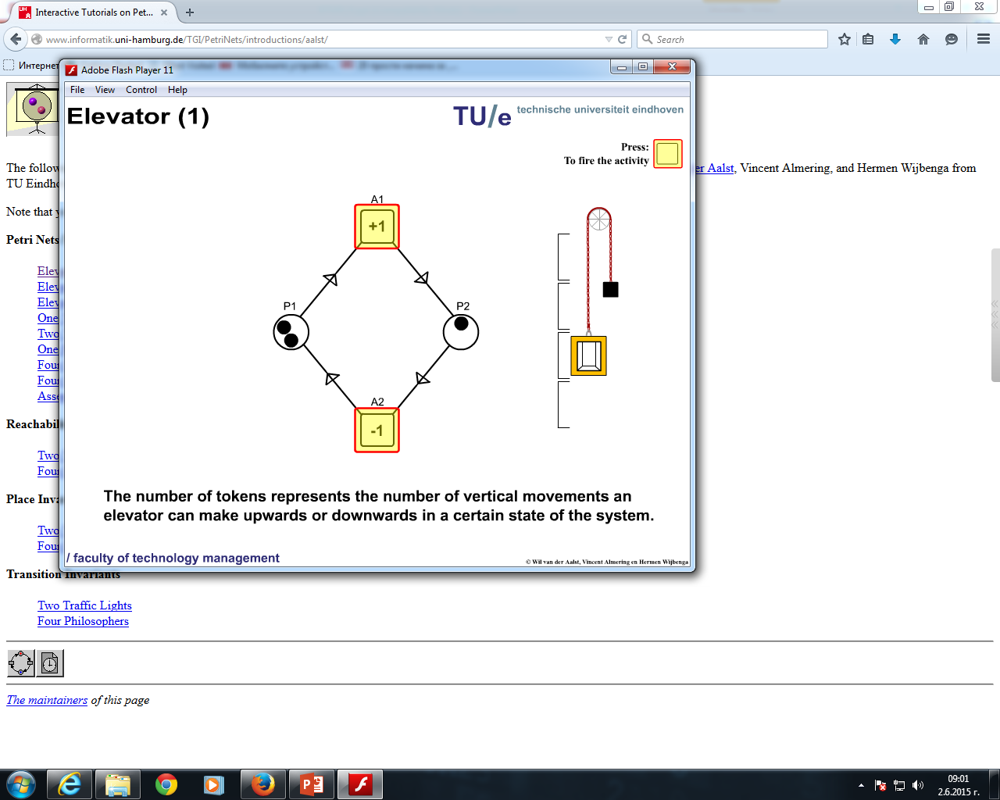 Interactive Tutorials on Pet...
www.informatik.uni-hamburg.de/TGI/PetriNets/introductions/aalst/
Search
Интернет
Adobe Flash Player 11
File View Control Help
Elevator (1)
TU/e technische universiteit eindhoven
Press:
To fire the activity
A1
+1
P1
P2
A2
-1
The number of tokens represents the number of vertical movements an
elevator can make upwards or downwards in a certain state of the system.
/ faculty of technology management
© Wil van der Aalst, Vincent Almering en Hermen Wijbenga
The follow
er Aalst, Vincent Almering, and Hermen Wijbenga from
TU Eindho
Note that y
Petri Nets
Elev
Elev
Elev
One
Two
One
Four
Four
Asse
Reachabil
Two
Four
Place Inva
Two
Four
Transition Invariants
Two Traffic Lights
Four Philosophers
The maintainers of this page
09:01
2.6.2015 г.